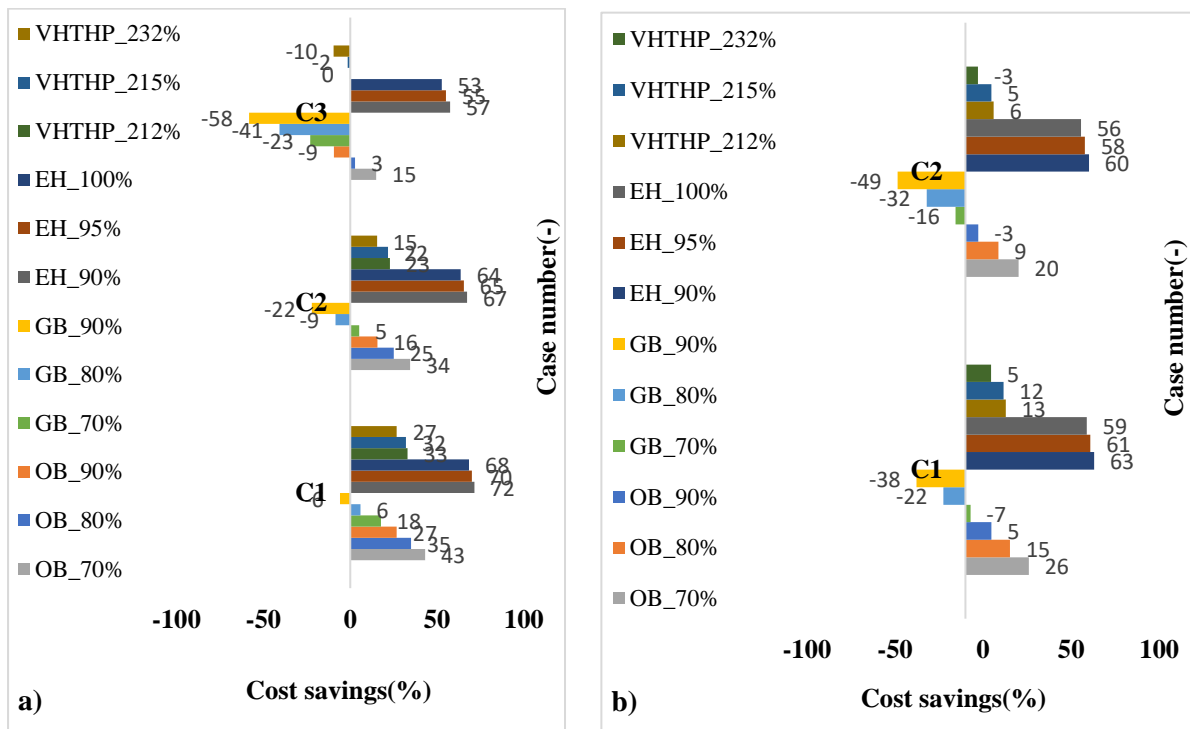 VHTHP_232%
VHTHP_215%
VHTHP_212%
EH_100%
EH_95%
EH_90%
GB_90%
GB_80%
GB_70%
OB_90%
OB_80%
OB_70%
-10
-2
0
53
55
57
C3
-58
-41
-23
-9
3
15
15
22
23
64
65
67
C2
-22
-9
5
16
25
34
27
32
33
68
70
72
C1
-6
6
18
27
35
43
Case number(-)
-100 -50 0 50 100
Cost savings(%)
a)
VHTHP_232%
VHTHP_215%
VHTHP_212%
EH_100%
EH_95%
EH_90%
GB_90%
GB_80%
GB_70%
OB_90%
OB_80%
OB_70%
-3
5
6
56
58
60
C2
-49
-32
-16
-3
9
20
5
12
13
59
61
63
C1
-38
-22
-7
5
15
26
Case number(-)
-100 -50 0 50 100
Cost savings(%)
b)